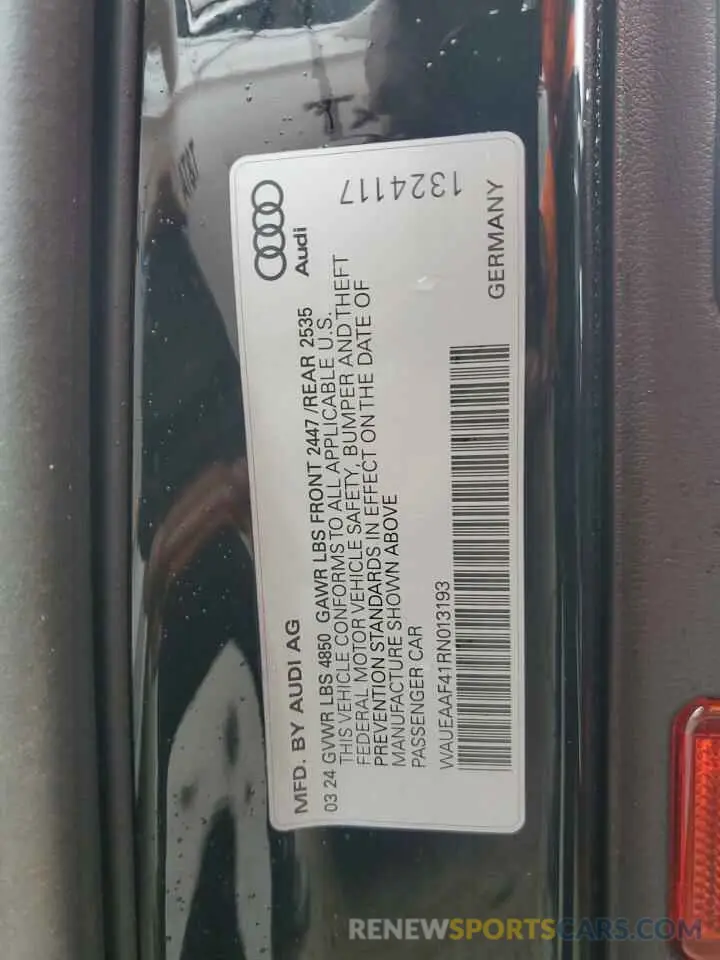 MFD. BY AUDI AG
Audi
03 24 GVWR LBS 4850 GAWR LBS FRONT 2447 /REAR 2535
THIS VEHICLE CONFORMS TO ALL APPLICABLE U.S.
FEDERAL MOTOR VEHICLE SAFETY, BUMPER AND THEFT
PREVENTION STANDARDS IN EFFECT ON THE DATE OF
MANUFACTURE SHOWN ABOVE
PASSENGER CAR
1324117
WAUEAAF41RN013193
GERMANY
RENEWSPORTSCARS.COM